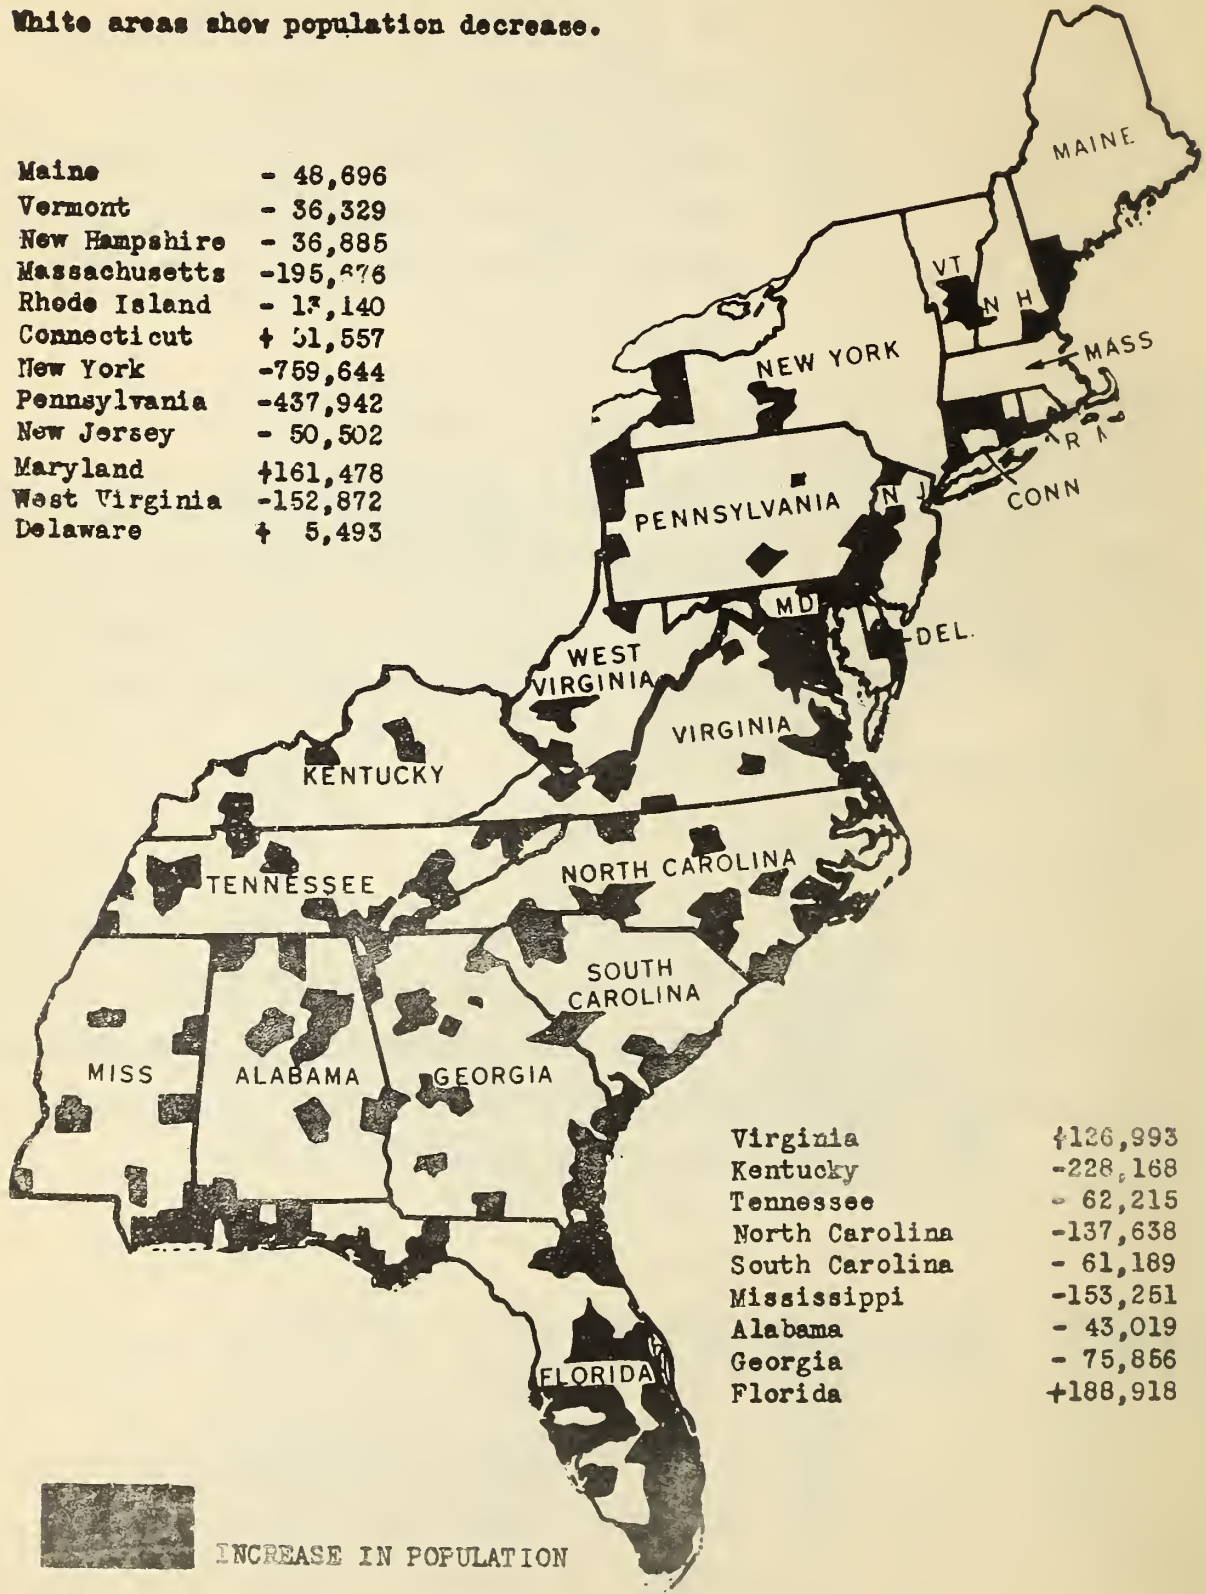 White areas show population decrease.
Maine - 48,696
Vermont - 36,329
New Hampshire - 36,885
Massachusetts
Rhode Island
Connecticut
New York -759,644
Pennsylvania -437,942
New Jersey - 50,502
Maryland +161,478
West Virginia -152,872
Delaware + 5,493
MAINE
VT
N H
NEW YORK
MASS
R I
CONN
PENNSYLVANIA
N J
MD
DEL.
WEST
VIRGINIA
VIRGINIA
KENTUCKY
TENNESSEE
NORTH CAROLINA
SOUTH
CAROLINA
MISS
ALABAMA
GEORGIA
FLORIDA
Virginia +126,993
Kentucky -228,168
Tennessee - 62,215
North Carolina -137,638
South Carolina - 61,189
Mississippi -153,251
Alabama - 43,019
Georgia - 75,856
Florida +188,918
INCREASE IN POPULATION